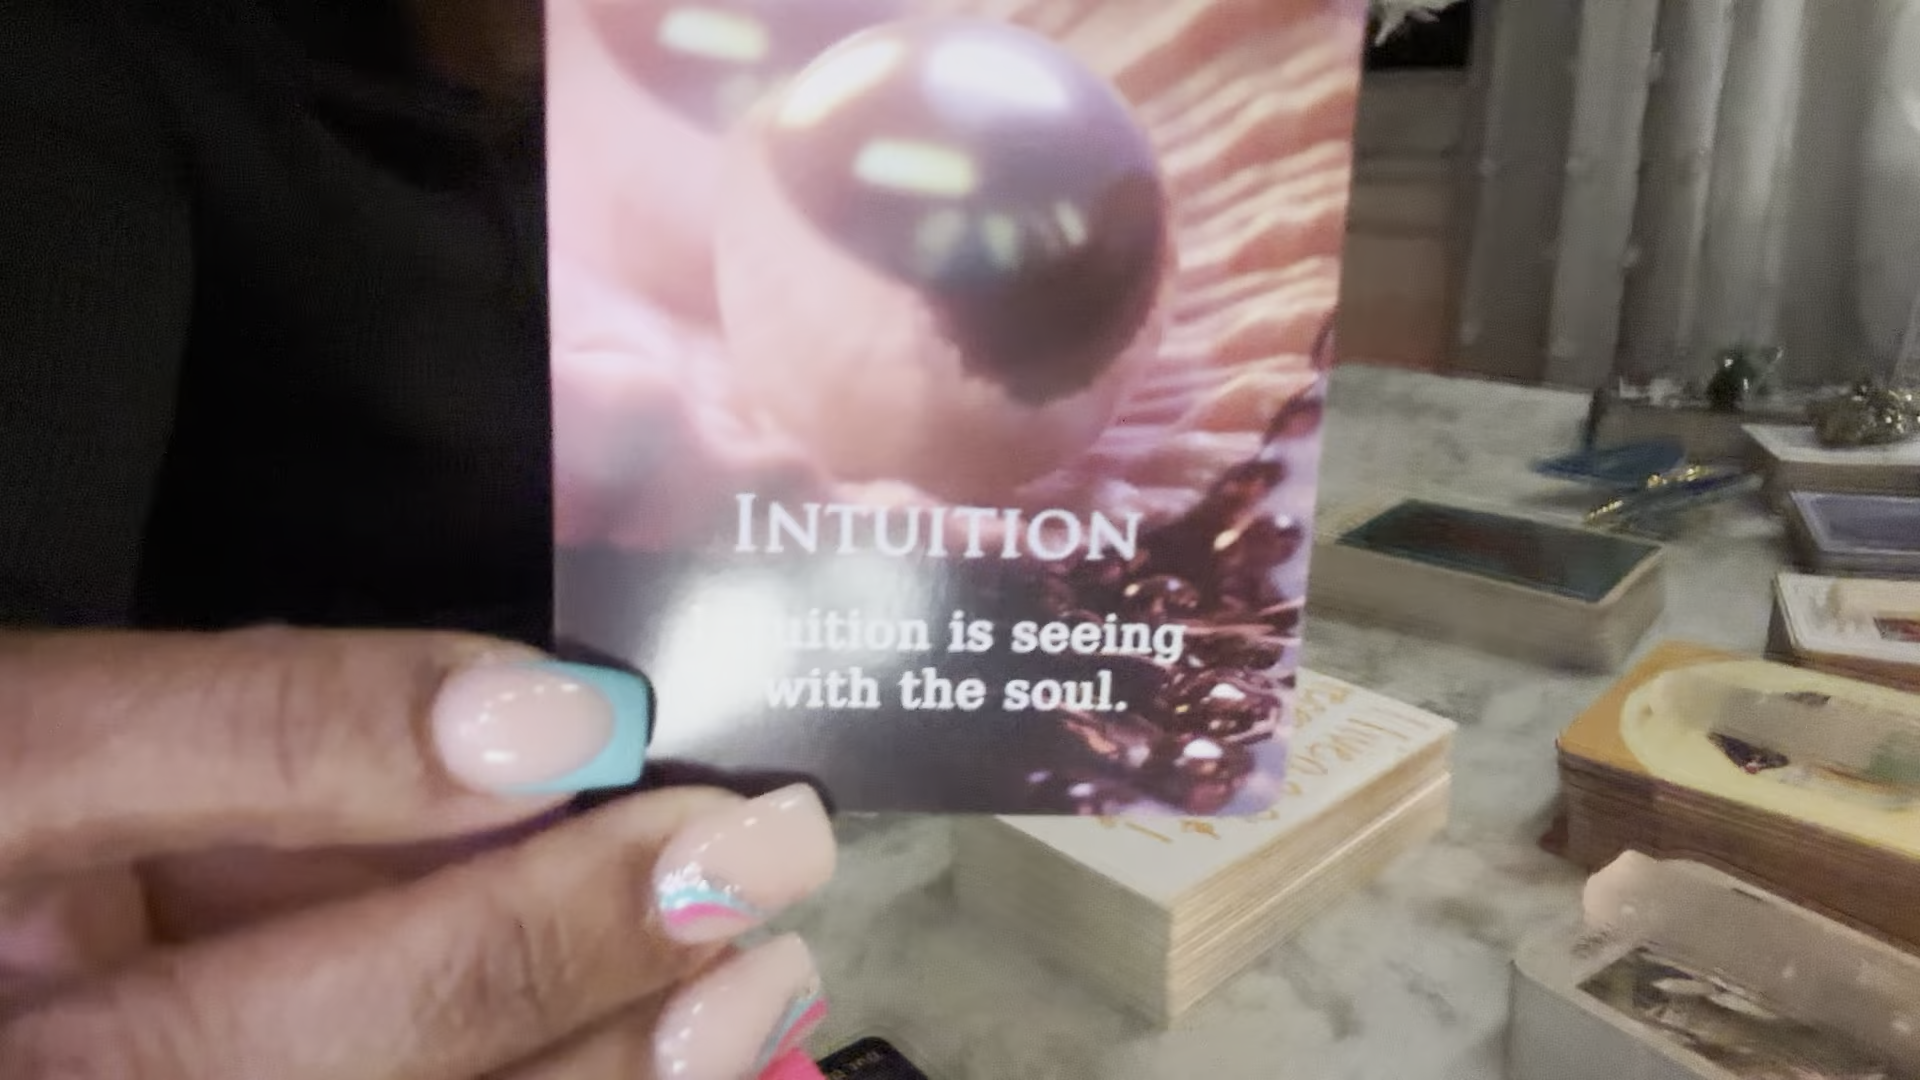 INTUITION
uition is seeing
with the soul.